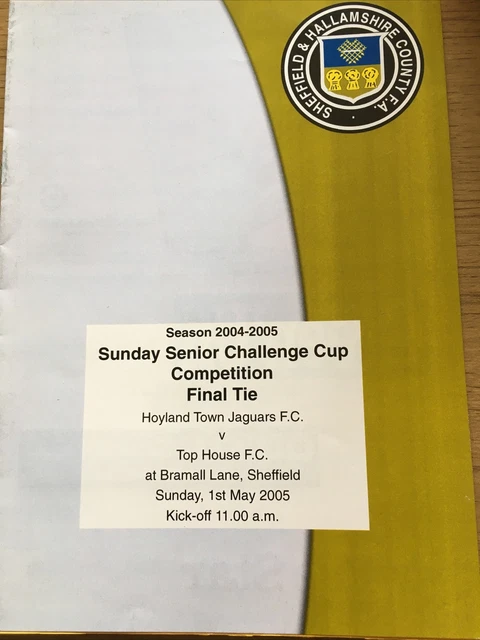 SHEFFIELD & HALLAMSHIRE COUNTY F.A.
Season 2004-2005
Sunday Senior Challenge Cup
Competition
Final Tie
Hoyland Town Jaguars F.C.
v
Top House F.C.
at Bramall Lane, Sheffield
Sunday, 1st May 2005
Kick-off 11.00 a.m.